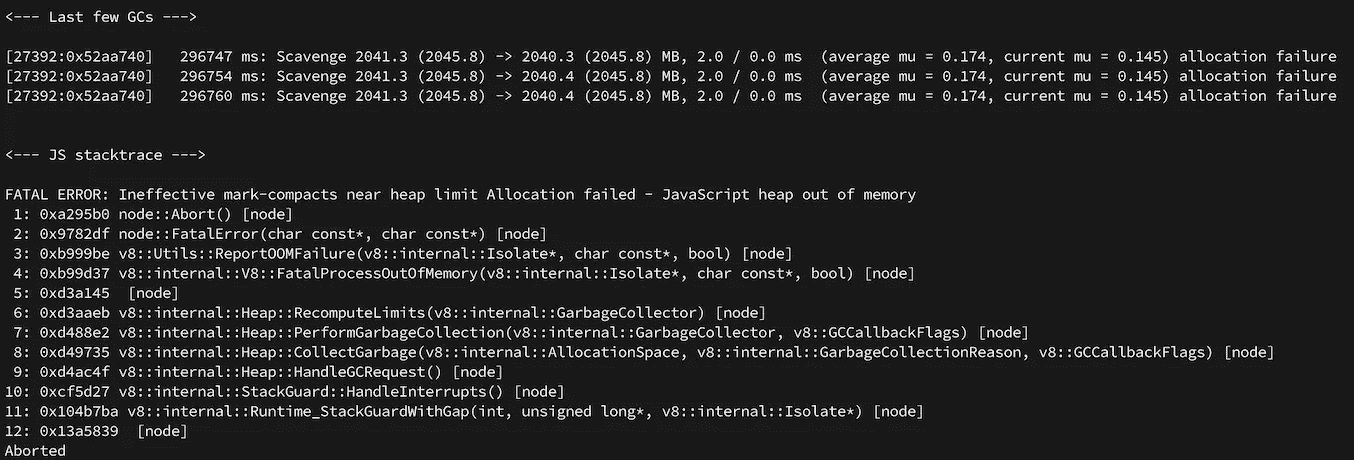 <--- Last few GCs --->
[27392:0x52aa740]   296747 ms: Scavenge 2041.3 (2045.8) -> 2040.3 (2045.8) MB, 2.0 / 0.0 ms  (average mu = 0.174, current mu = 0.145) allocation failure
[27392:0x52aa740]   296754 ms: Scavenge 2041.3 (2045.8) -> 2040.4 (2045.8) MB, 2.0 / 0.0 ms  (average mu = 0.174, current mu = 0.145) allocation failure
[27392:0x52aa740]   296760 ms: Scavenge 2041.3 (2045.8) -> 2040.4 (2045.8) MB, 2.0 / 0.0 ms  (average mu = 0.174, current mu = 0.145) allocation failure
<--- JS stacktrace --->
FATAL ERROR: Ineffective mark-compacts near heap limit Allocation failed - JavaScript heap out of memory
 1: 0xa295b0 node::Abort() [node]
 2: 0x9782df node::FatalError(char const*, char const*) [node]
 3: 0xb999be v8::Utils::ReportOOMFailure(v8::internal::Isolate*, char const*, bool) [node]
 4: 0xb99d37 v8::internal::V8::FatalProcessOutOfMemory(v8::internal::Isolate*, char const*, bool) [node]
 5: 0xd3a145  [node]
 6: 0xd3aaeb v8::internal::Heap::RecomputeLimits(v8::internal::GarbageCollector) [node]
 7: 0xd488e2 v8::internal::Heap::PerformGarbageCollection(v8::internal::GarbageCollector, v8::GCCallbackFlags) [node]
 8: 0xd49735 v8::internal::Heap::CollectGarbage(v8::internal::AllocationSpace, v8::internal::GarbageCollectionReason, v8::GCCallbackFlags) [node]
 9: 0xd4ac4f v8::internal::Heap::HandleGCRequest() [node]
10: 0xcf5d27 v8::internal::StackGuard::HandleInterrupts() [node]
11: 0x104b7ba v8::internal::Runtime_StackGuardWithGap(int, unsigned long*, v8::internal::Isolate*) [node]
12: 0x13a5839  [node]
Aborted